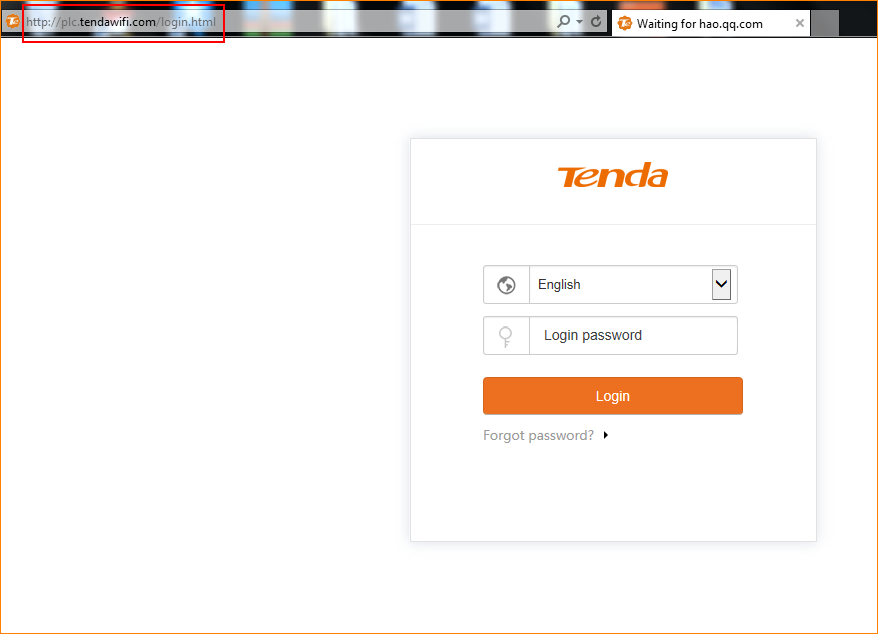 http://plc.tendawifi.com/login.html
Waiting for hao.qq.com
Tenda
English
Login password
Login
Forgot password?